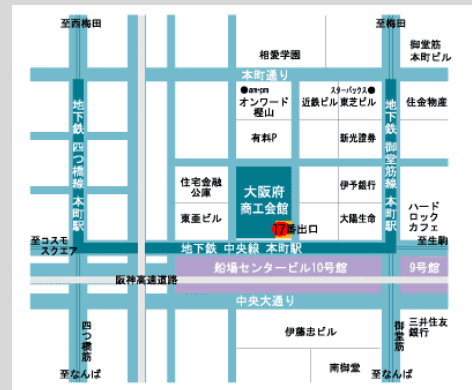 至西梅田
至梅田
御堂筋
本町ビル
相愛学園
本町通り
●am·pm
オンワード
樫山
近鉄ビル
スターバックス●
東芝ビル
住金物産
地下鉄 四つ橋線 本町駅
地下鉄 御堂筋線 本町駅
有料P
新光證券
住宅金融
公庫
大阪府
商工会館
伊予銀行
東亜ビル
17番出口
大陽生命
ハード
ロック
カフェ
至コスモ
スクエア
地下鉄 中央線 本町駅
至生駒
船場センタービル10号館
9号館
阪神高速道路
中央大通り
四つ橋筋
伊藤忠ビル
御堂筋
三井住友
銀行
南御堂
至なんば
至なんば